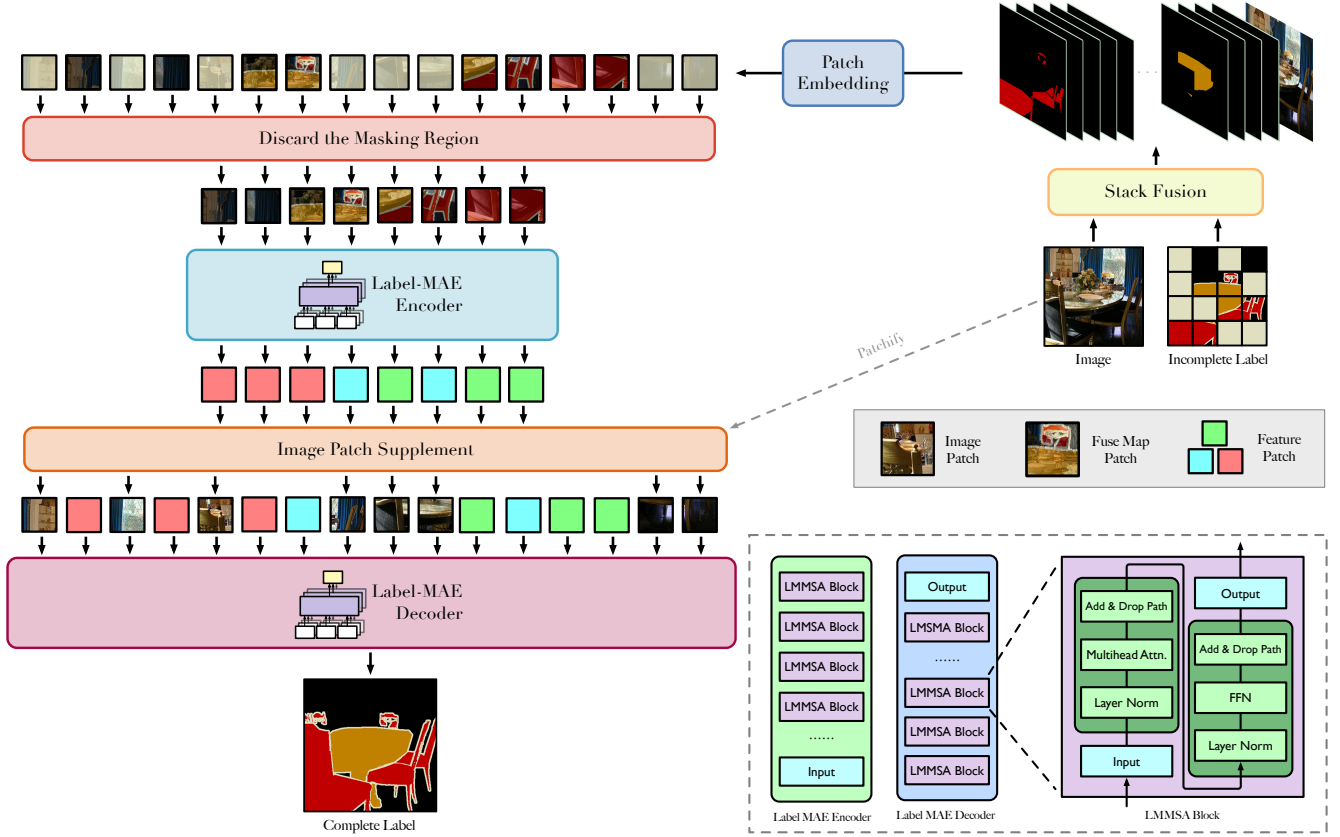 Patch
Embedding
Discard the Masking Region
Stack Fusion
Label-MAE
Encoder
Patchify
Image
Incomplete Label
Image Patch Supplement
Image
Patch
Fuse Map
Patch
Feature
Patch
Label-MAE
Decoder
Complete Label
LMMSA Block
LMMSA Block
LMMSA Block
LMMSA Block
......
Input
Label MAE Encoder
Output
LMSMA Block
......
LMMSA Block
LMMSA Block
LMMSA Block
Label MAE Decoder
Add & Drop Path
Multihead Attn.
Layer Norm
Input
Output
Add & Drop Path
FFN
Layer Norm
LMMSA Block